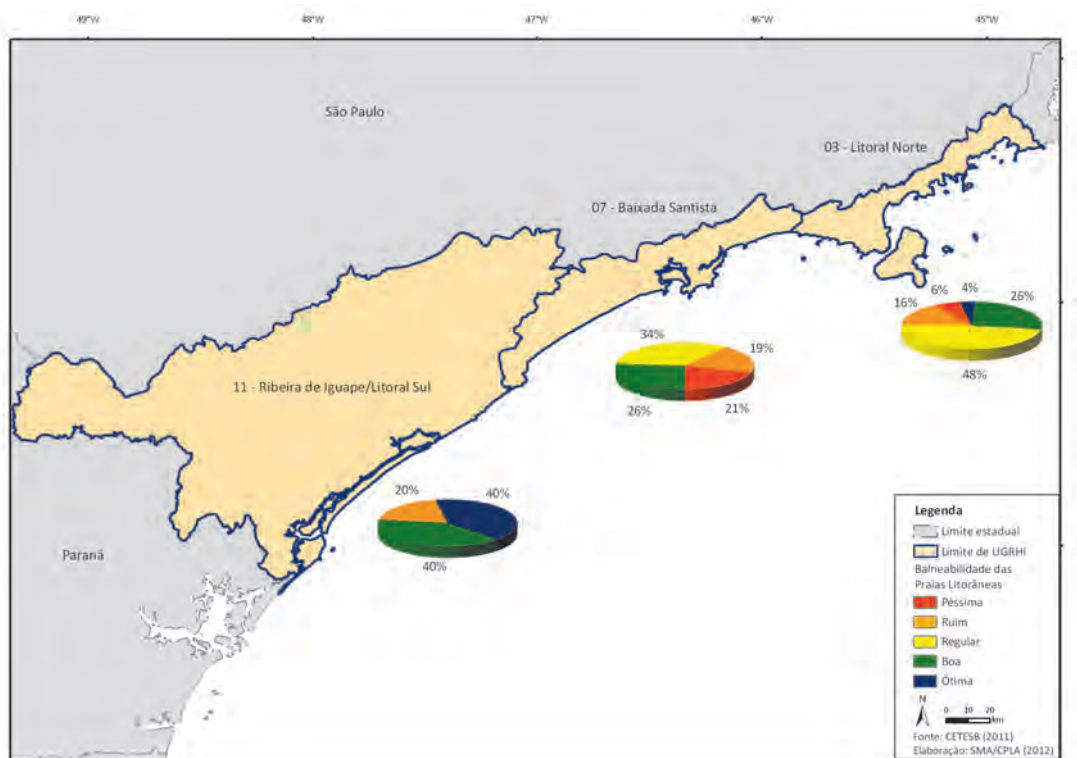 49°W 48°W 47°W 46°W 45°W
São Paulo
03 - Litoral Norte
07 - Baixada Santista
6% 4%
16% 26%
48%
34%
19%
26% 21%
11 - Ribeira de Iguape/Litoral Sul
20% 40%
40%
Paraná
Legenda
Limite estadual
Limite de UGRHI
Balneabilidade das
Praias Litorâneas
Péssima
Ruim
Regular
Boa
Ótima
N
0 10 20
km
Fonte: CETESB (2011)
Elaboração: SMA/CPLA (2012)